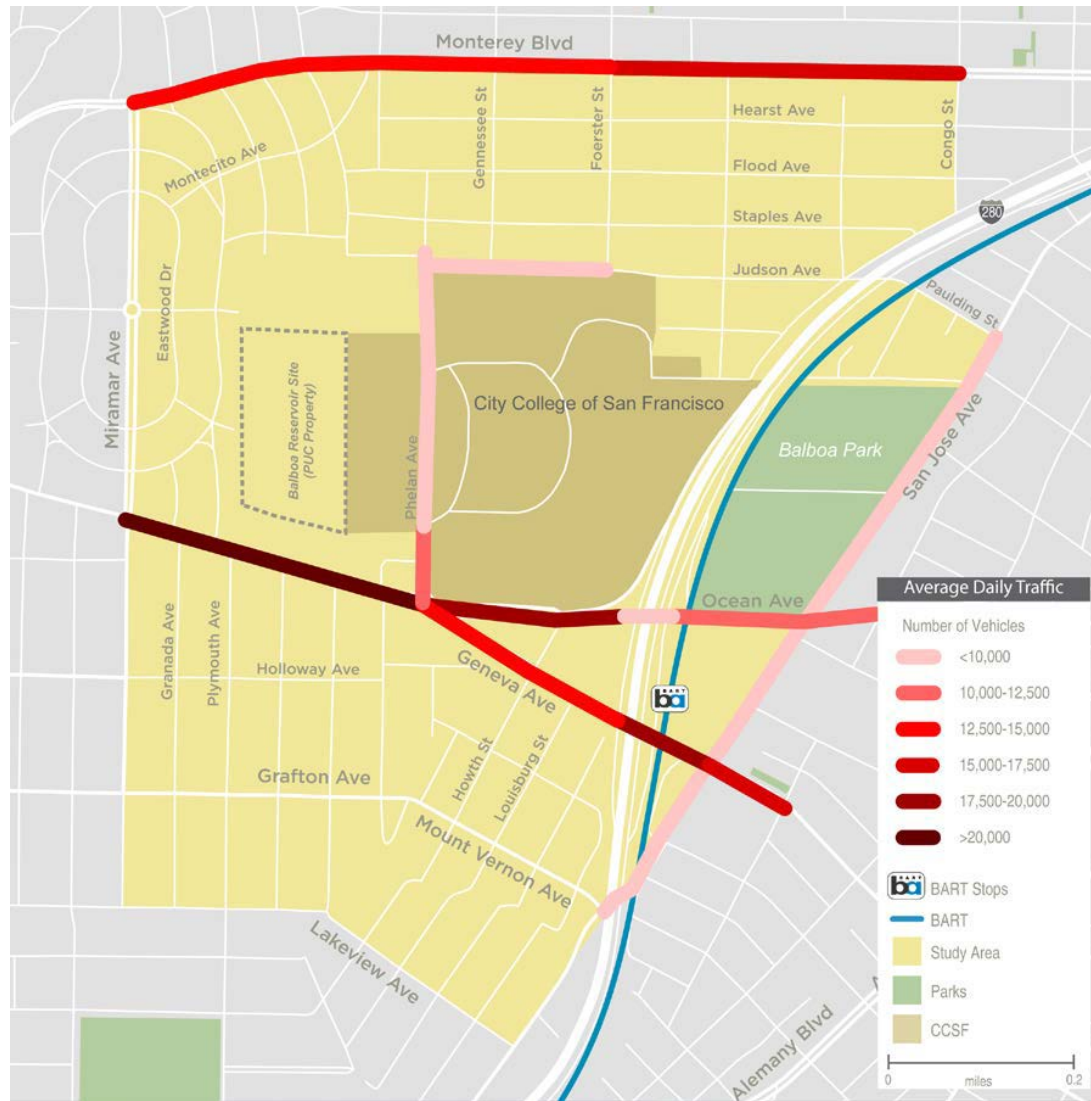 Monterey Blvd
Gennessee St
Foerster St
Hearst Ave
Congo St
Montecito Ave
Flood Ave
Staples Ave
280
Judson Ave
Paulding St
Eastwood Dr
Miramar Ave
Balboa Reservoir Site
(PUC Property)
Phelan Ave
City College of San Francisco
Balboa Park
San Jose Ave
Ocean Ave
Granada Ave
Plymouth Ave
Holloway Ave
Geneva Ave
BART
ba
Howth St
Louisburg St
Grafton Ave
Mount Vernon Ave
Lakeview Ave
Alemany Blvd
Average Daily Traffic
Number of Vehicles
<10,000
10,000-12,500
12,500-15,000
15,000-17,500
17,500-20,000
>20,000
BART
ba
BART Stops
BART
Study Area
Parks
CCSF
0 miles 0.2